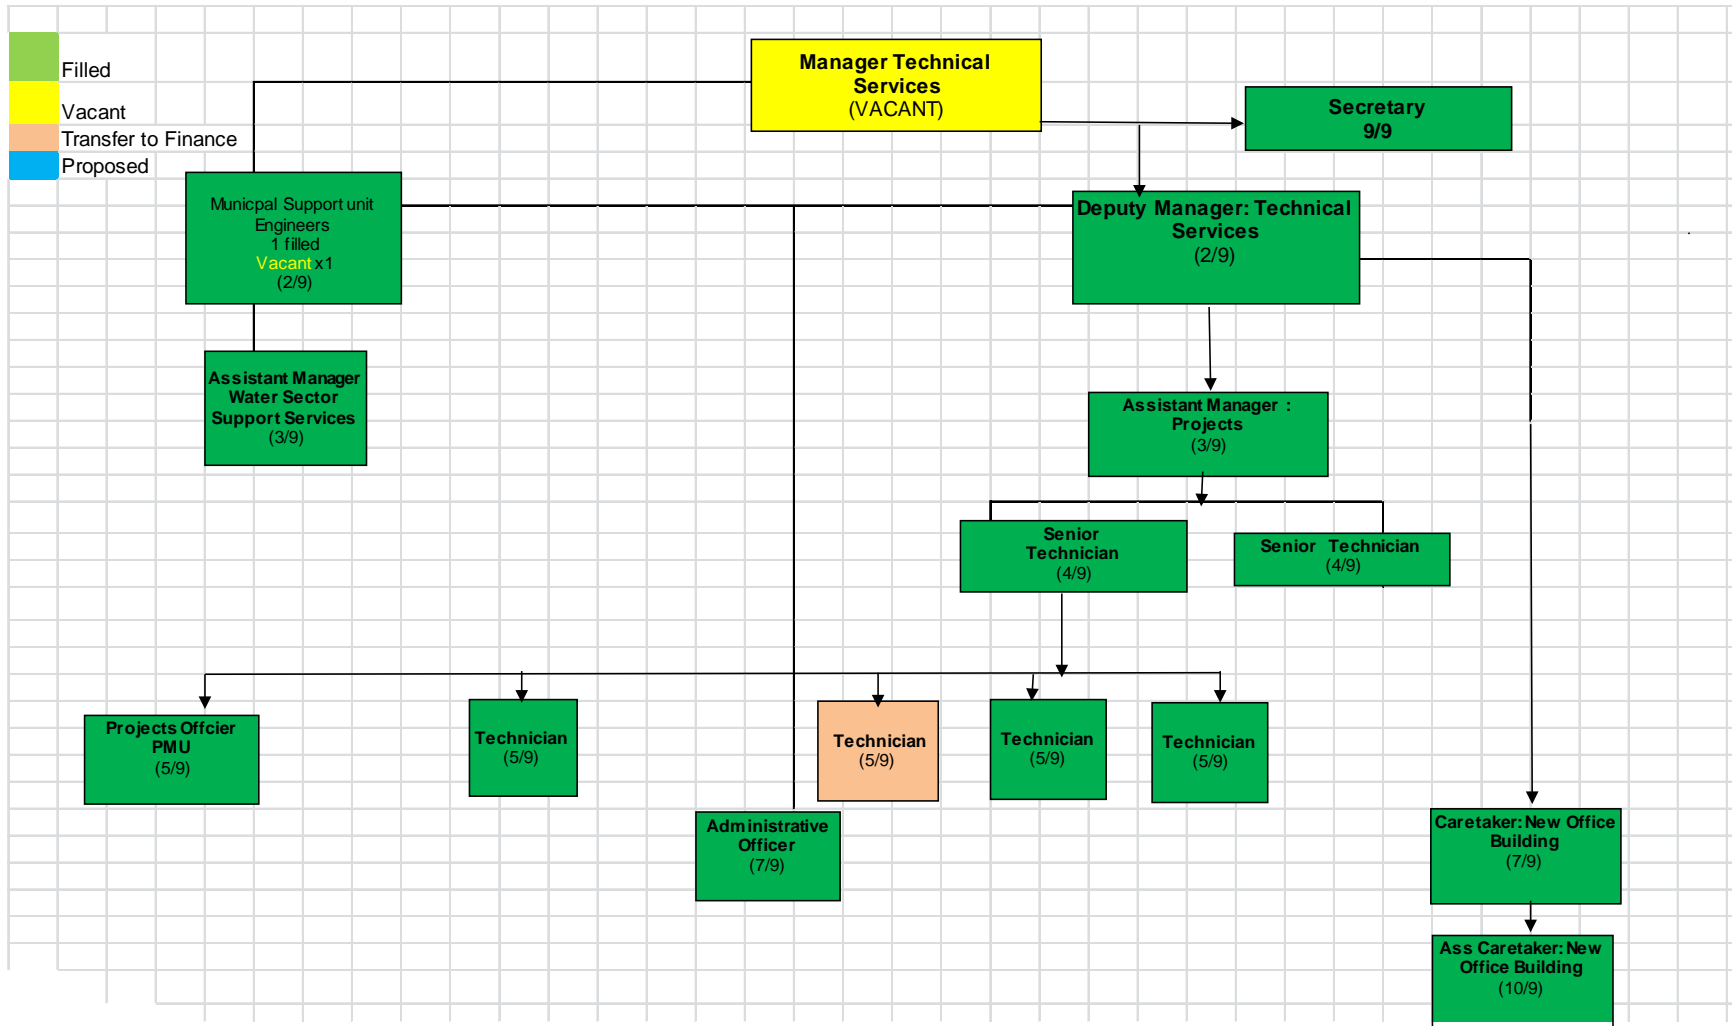 Filled
Vacant
Transfer to Finance
Proposed
Manager Technical
Services
(VACANT)
Secretary
9/9
Municpal Support unit
Engineers
1 filled
Vacant x1
(2/9)
Deputy Manager: Technical
Services
(2/9)
Assistant Manager
Water Sector
Support Services
(3/9)
Assistant Manager :
Projects
(3/9)
Senior
Technician
(4/9)
Senior Technician
(4/9)
Projects Offcier
PMU
(5/9)
Technician
(5/9)
Technician
(5/9)
Technician
(5/9)
Technician
(5/9)
Administrative
Officer
(7/9)
Caretaker: New Office
Building
(7/9)
Ass Caretaker: New
Office Building
(10/9)